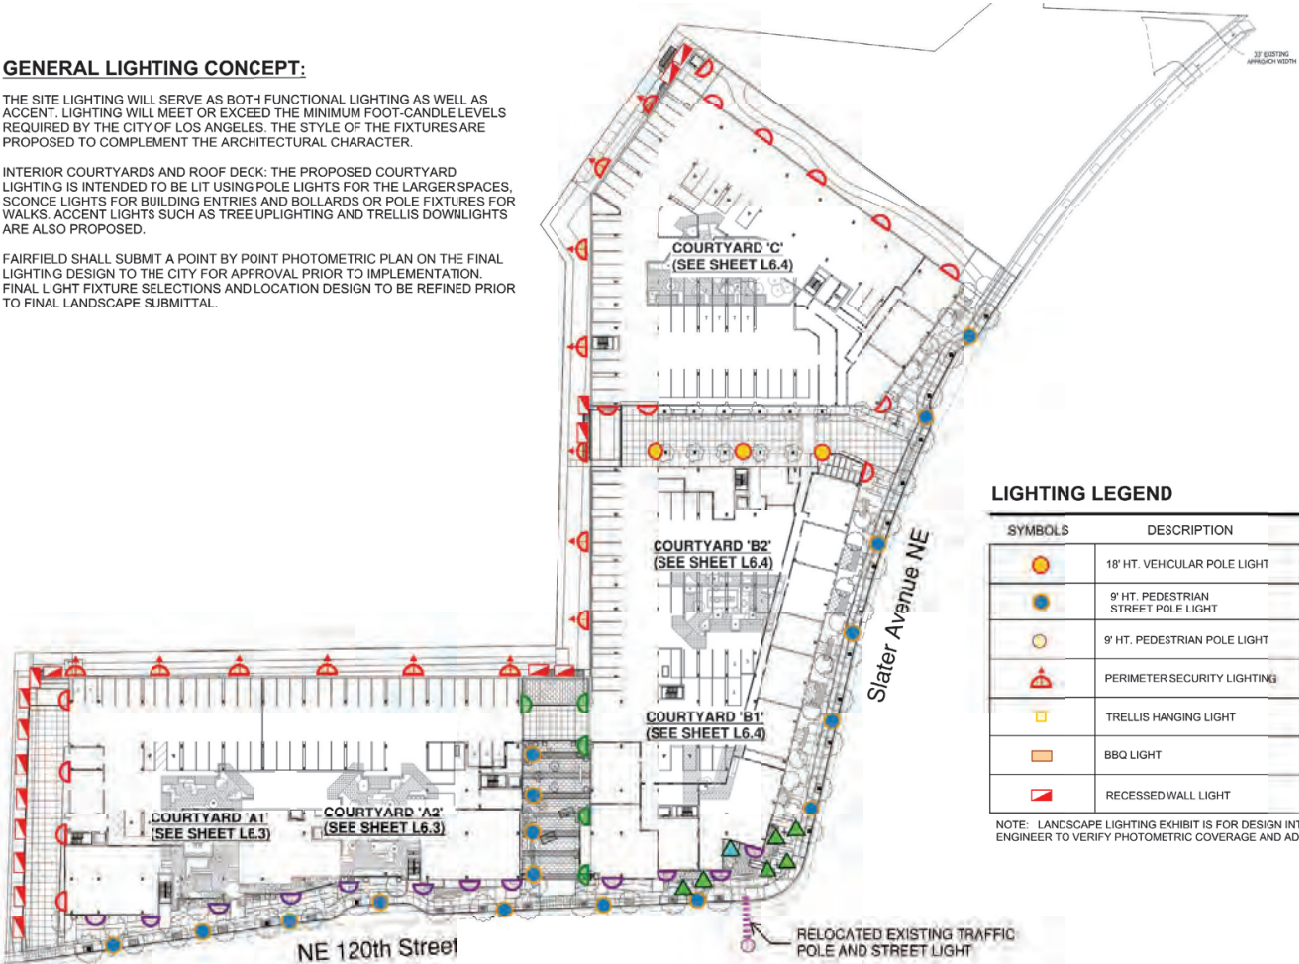 GENERAL LIGHTING CONCEPT:
THE SITE LIGHTING WILL SERVE AS BOTH FUNCTIONAL LIGHTING AS WELL AS
ACCENT. LIGHTING WILL MEET OR EXCEED THE MINIMUM FOOT-CANDLE LEVELS
REQUIRED BY THE CITY OF LOS ANGELES. THE STYLE OF THE FIXTURES ARE
PROPOSED TO COMPLEMENT THE ARCHITECTURAL CHARACTER.
INTERIOR COURTYARDS AND ROOF DECK: THE PROPOSED COURTYARD
LIGHTING IS INTENDED TO BE LIT USING POLE LIGHTS FOR THE LARGER SPACES,
SCONCE LIGHTS FOR BUILDING ENTRIES AND BOLLARDS OR POLE FIXTURES FOR
WALKS. ACCENT LIGHTS SUCH AS TREE UPLIGHTING AND TRELLIS DOWNLIGHTS
ARE ALSO PROPOSED.
FAIRFIELD SHALL SUBMIT A POINT BY POINT PHOTOMETRIC PLAN ON THE FINAL
LIGHTING DESIGN TO THE CITY FOR APPROVAL PRIOR TO IMPLEMENTATION.
FINAL LIGHT FIXTURE SELECTIONS AND LOCATION DESIGN TO BE REFINED PRIOR
TO FINAL LANDSCAPE SUBMITTAL.
33' EXISTING
APPROACH WIDTH
COURTYARD 'C'
(SEE SHEET L6.4)
COURTYARD 'B2'
(SEE SHEET L6.4)
COURTYARD 'B1'
(SEE SHEET L6.4)
COURTYARD 'A1'
(SEE SHEET L6.3)
COURTYARD 'A2'
(SEE SHEET L6.3)
Slater Avenue NE
NE 120th Street
RELOCATED EXISTING TRAFFIC
POLE AND STREET LIGHT
LIGHTING LEGEND
SYMBOLS DESCRIPTION
18' HT. VEHCULAR POLE LIGHT
9' HT. PEDESTRIAN
STREET POLE LIGHT
9' HT. PEDESTRIAN POLE LIGHT
PERIMETER SECURITY LIGHTING
TRELLIS HANGING LIGHT
BBQ LIGHT
RECESSED WALL LIGHT
NOTE: LANDSCAPE LIGHTING EXHIBIT IS FOR DESIGN INT
ENGINEER TO VERIFY PHOTOMETRIC COVERAGE AND AD